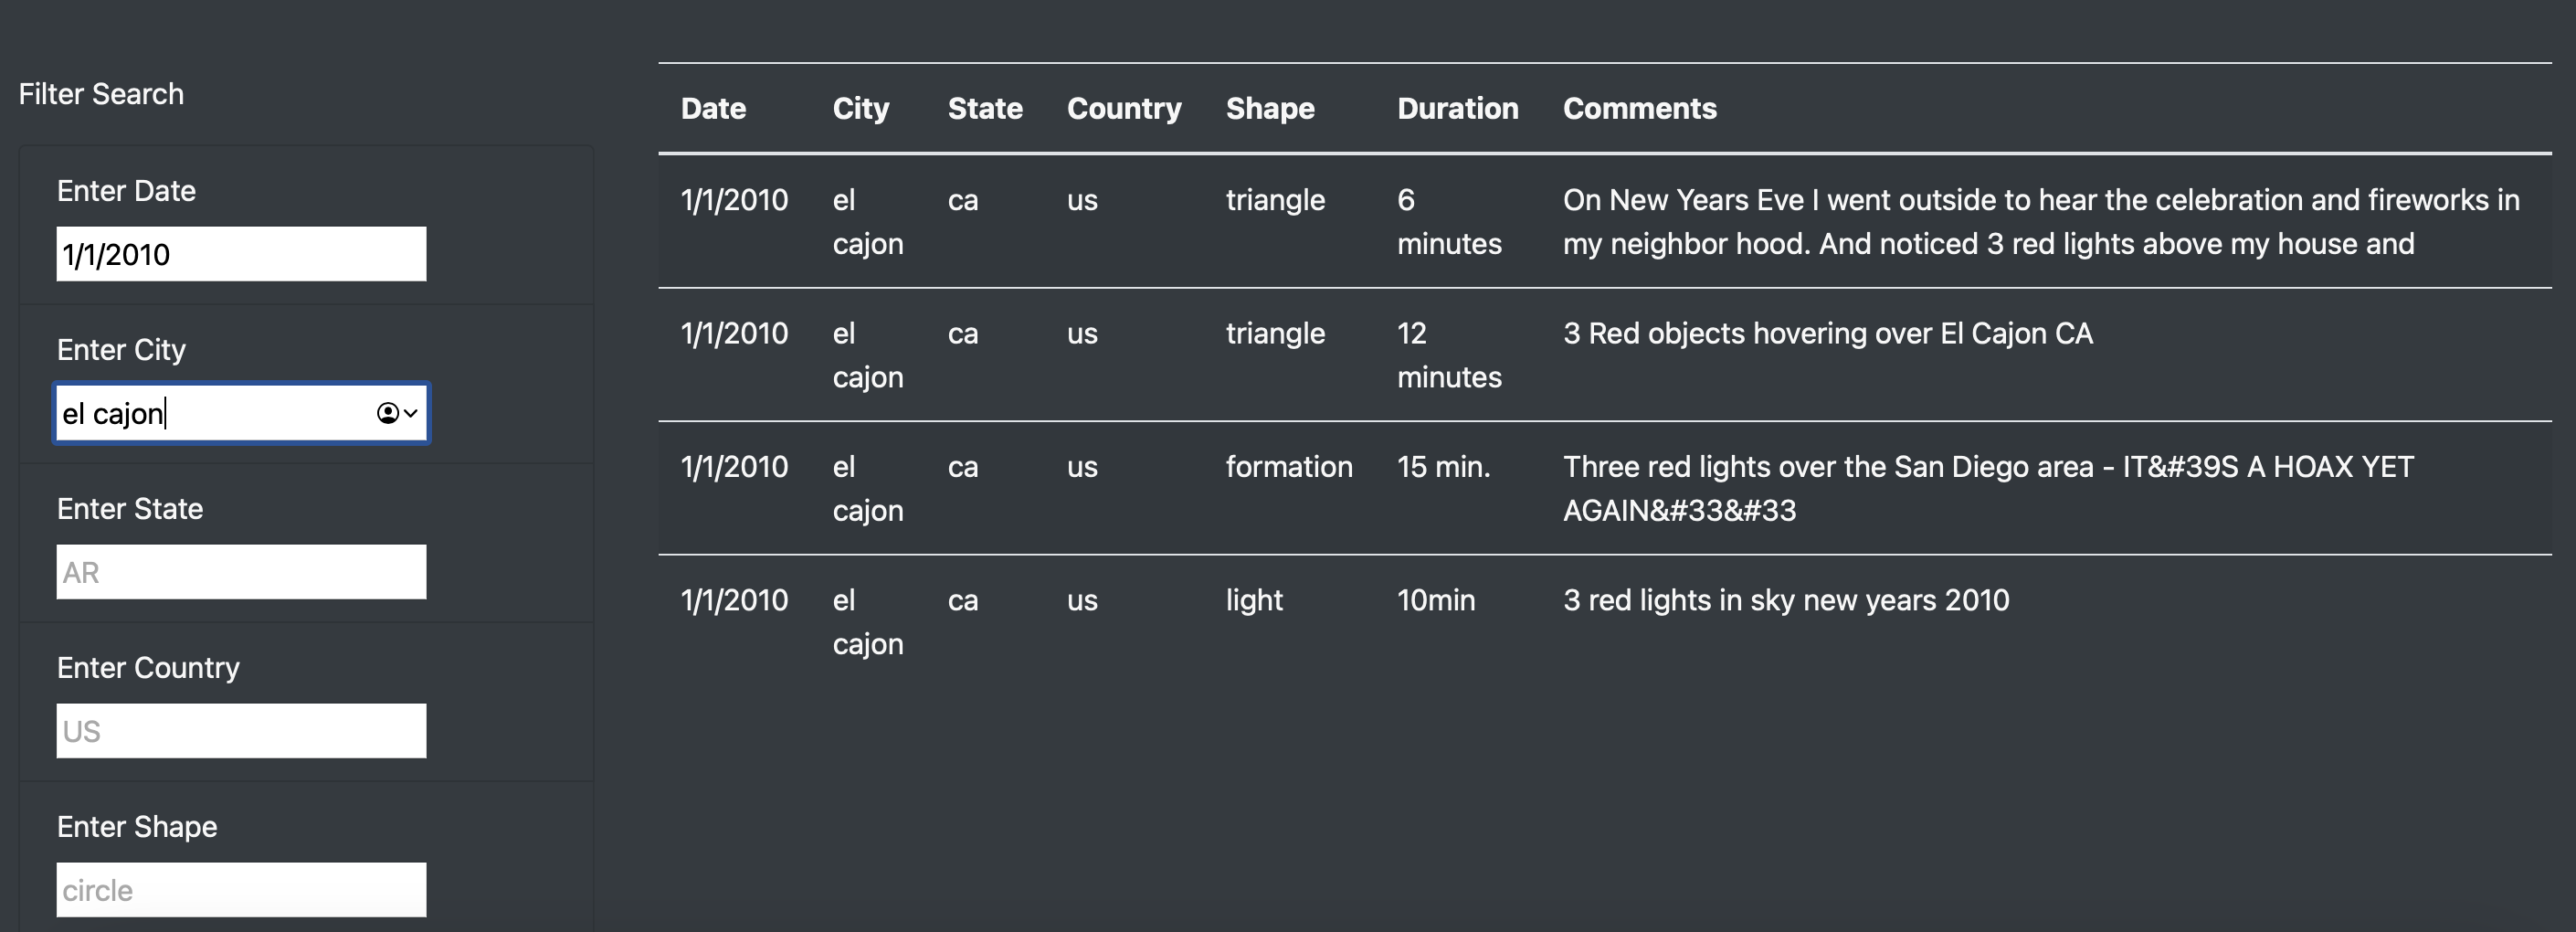 Filter Search
Enter Date
1/1/2010
Enter City
el cajon
Enter State
AR
Enter Country
US
Enter Shape
circle
Date City State Country Shape Duration Comments
1/1/2010 el ca us triangle 6 On New Years Eve I went outside to hear the celebration and fireworks in
cajon minutes my neighbor hood. And noticed 3 red lights above my house and
1/1/2010 el ca us triangle 12 3 Red objects hovering over El Cajon CA
cajon minutes
1/1/2010 el ca us formation 15 min. Three red lights over the San Diego area - IT&#39S A HOAX YET
cajon AGAIN&#33&#33
1/1/2010 el ca us light 10min 3 red lights in sky new years 2010
cajon